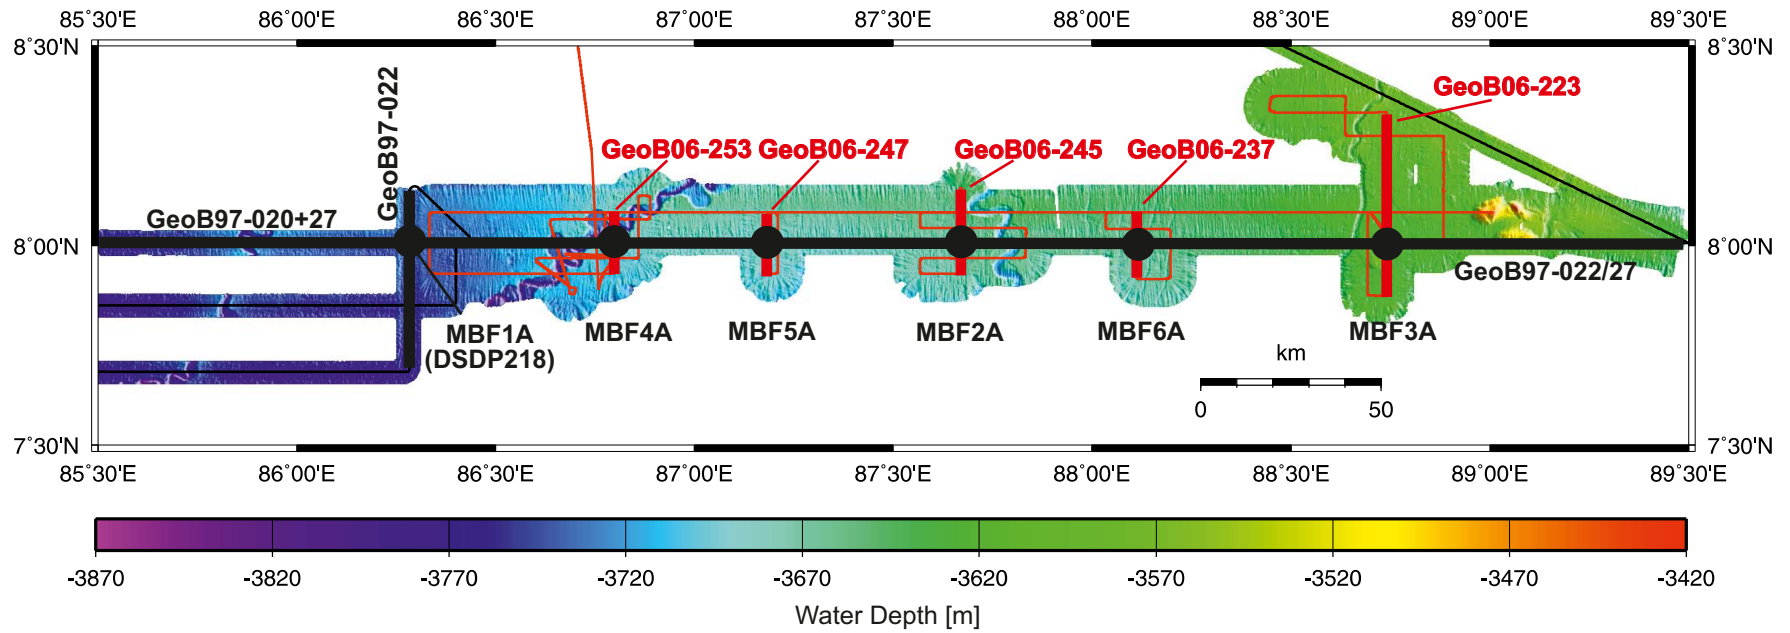 85°30'E 86°00'E 86°30'E 87°00'E 87°30'E 88°00'E 88°30'E 89°00'E 89°30'E
8°30'N 8°30'N
GeoB97-022
GeoB06-223
GeoB06-253 GeoB06-247 GeoB06-245 GeoB06-237
GeoB97-020+27
8°00'N 8°00'N
GeoB97-022/27
MBF1A MBF4A MBF5A MBF2A MBF6A MBF3A
(DSDP218)
km
0 50
7°30'N 7°30'N
85°30'E 86°00'E 86°30'E 87°00'E 87°30'E 88°00'E 88°30'E 89°00'E 89°30'E
-3870 -3820 -3770 -3720 -3670 -3620 -3570 -3520 -3470 -3420
Water Depth [m]